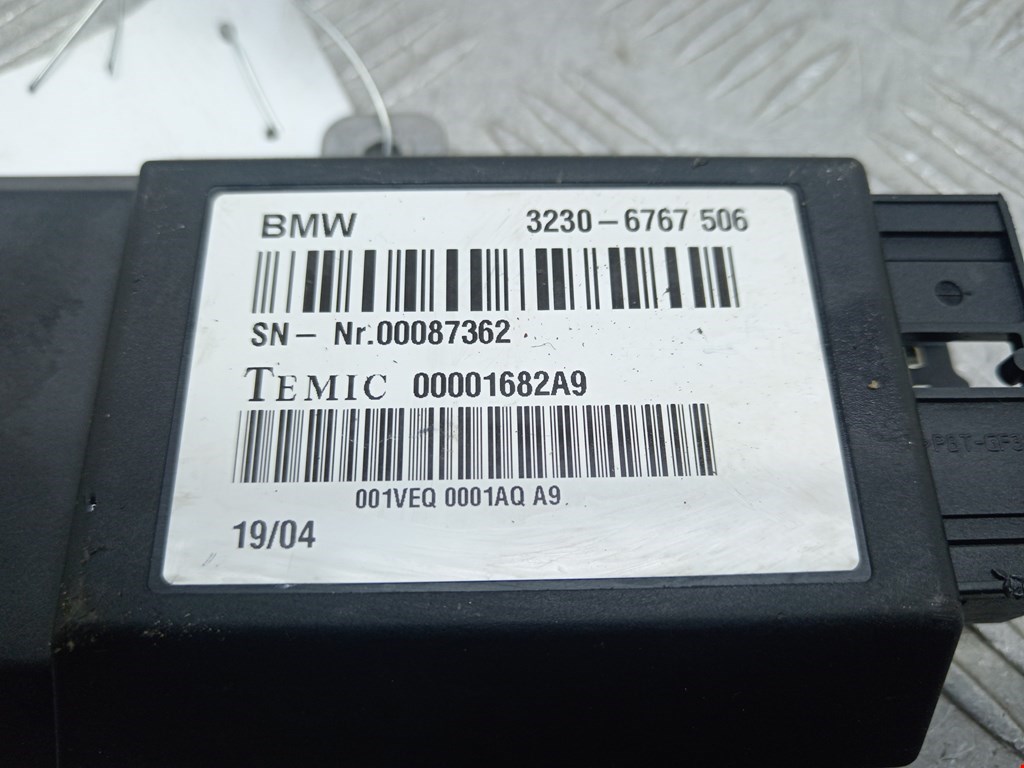 BMW 3230-6767 506
SN- Nr.00087362
TEMIC 00001682A9
001VEQ 0001AQ A9
19/04